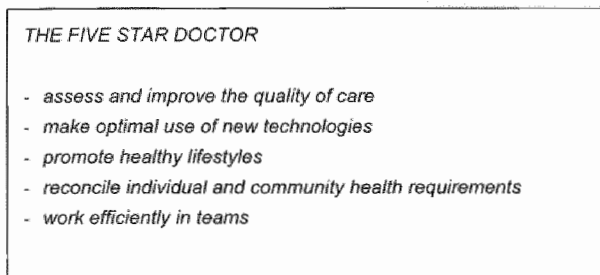 THE FIVE STAR DOCTOR
- assess and improve the quality of care
- make optimal use of new technologies
- promote healthy lifestyles
- reconcile individual and community health requirements
- work efficiently in teams